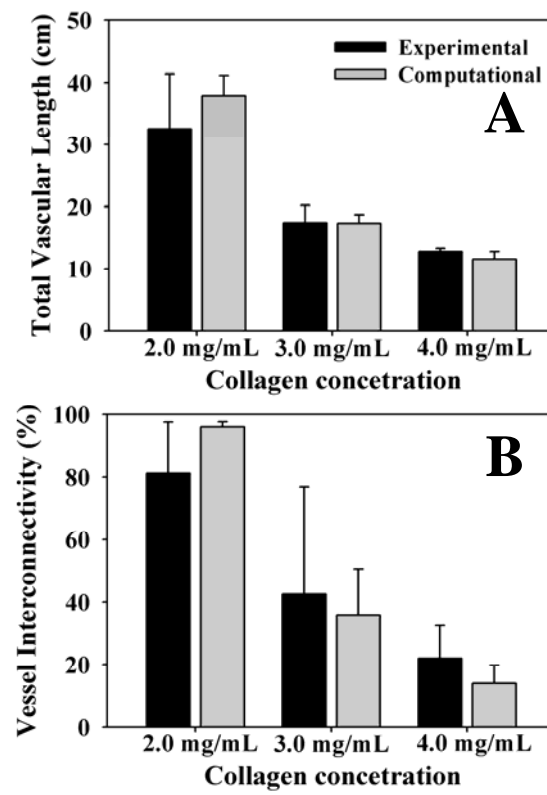 50
40
30
20
10
0
Total Vascular Length (cm)
Experimental
Computational
A
2.0 mg/mL 3.0 mg/mL 4.0 mg/mL
Collagen concetration
100
80
60
40
20
0
Vessel Interconnectivity (%)
B
2.0 mg/mL 3.0 mg/mL 4.0 mg/mL
Collagen concetration